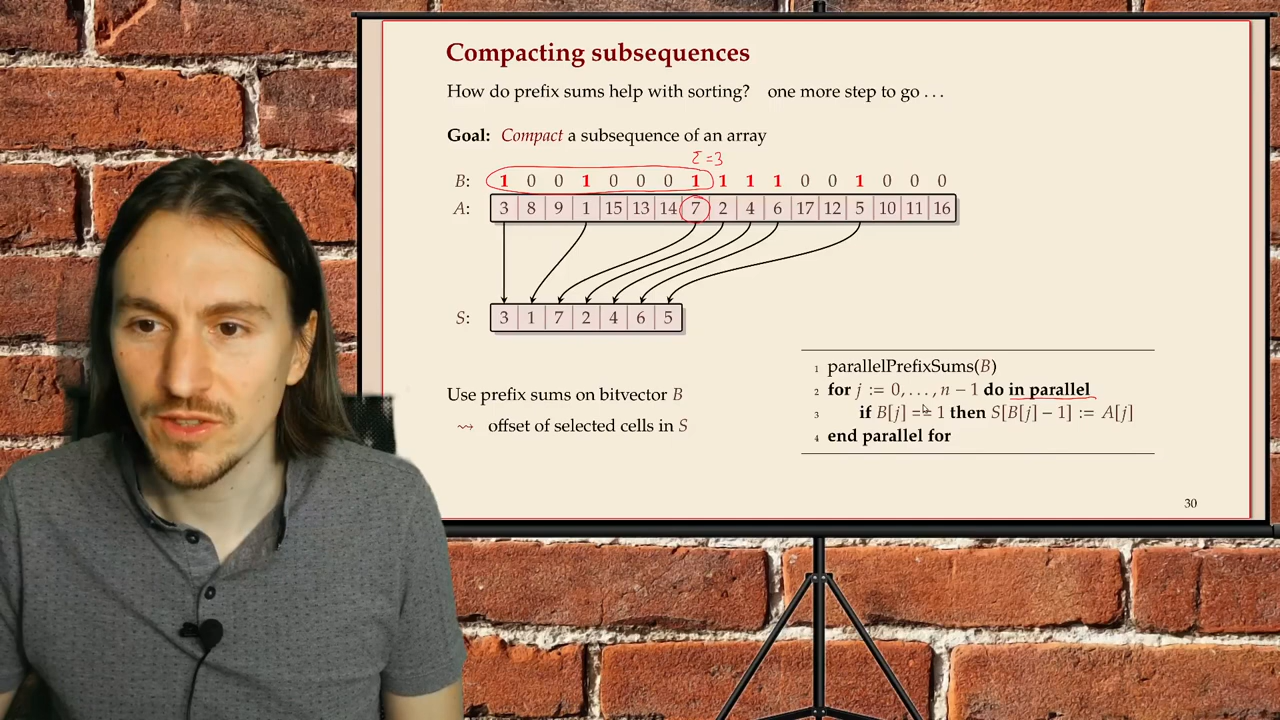 Compacting subsequences
How do prefix sums help with sorting? one more step to go . . .
Goal: Compact a subsequence of an array
Σ=3
B: 1 0 0 1 0 0 0 1 1 1 1 0 0 1 0 0 0
A: 3 8 9 1 15 13 14 7 2 4 6 17 12 5 10 11 16
S: 3 1 7 2 4 6 5
Use prefix sums on bitvector B
⇝ offset of selected cells in S
1 parallelPrefixSums(B)
2 for j := 0, . . . , n − 1 do in parallel
3 if B[j] == 1 then S[B[j] − 1] := A[j]
4 end parallel for
30